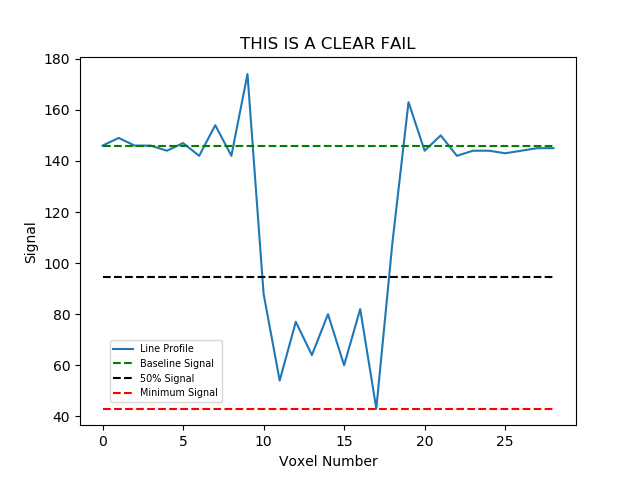 THIS IS A CLEAR FAIL
180
160
140
120
100
80
60
40
Signal
Line Profile
Baseline Signal
50% Signal
Minimum Signal
0 5 10 15 20 25
Voxel Number